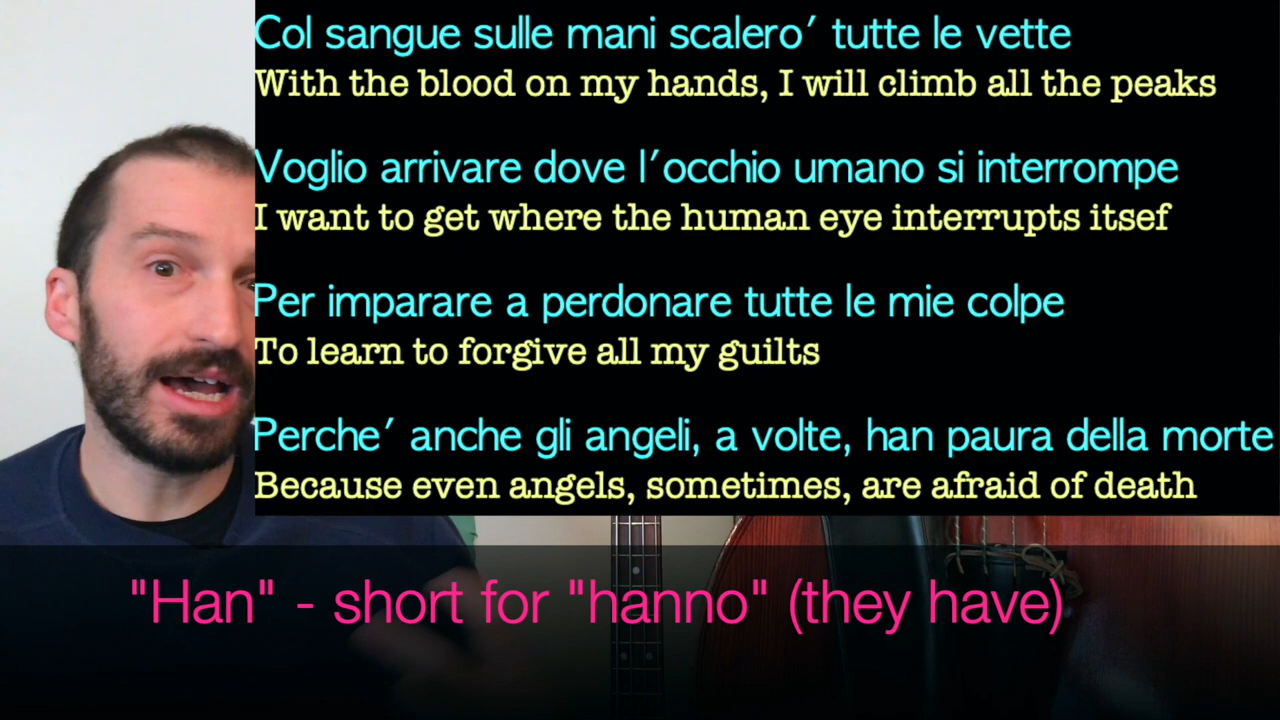 Col sangue sulle mani scalero' tutte le vette
With the blood on my hands, I will climb all the peaks
Voglio arrivare dove l'occhio umano si interrompe
I want to get where the human eye interrupts itsef
Per imparare a perdonare tutte le mie colpe
To learn to forgive all my guilts
Perche' anche gli angeli, a volte, han paura della morte
Because even angels, sometimes, are afraid of death
"Han" - short for "hanno" (they have)